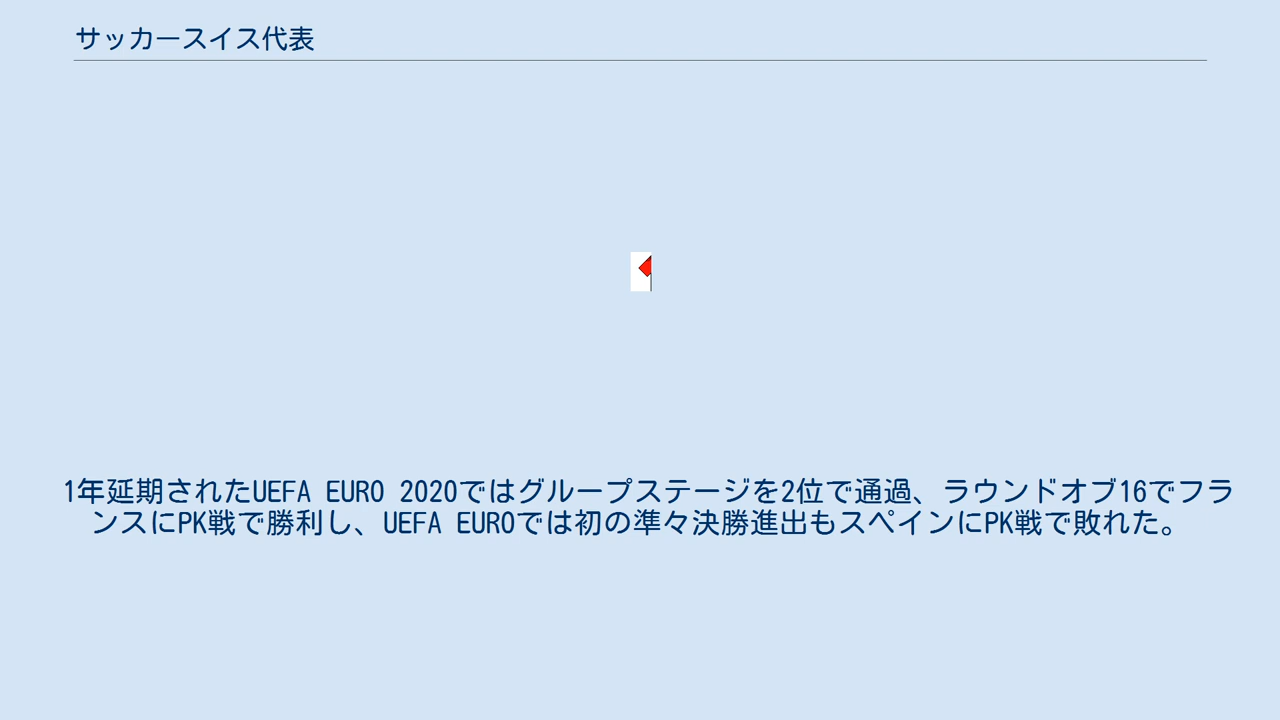 サッカースイス代表
1年延期されたUEFA EURO 2020ではグループステージを2位で通過、ラウンドオブ16でフラ
ンスにPK戦で勝利し、UEFA EUROでは初の準々決勝進出もスペインにPK戦で敗れた。